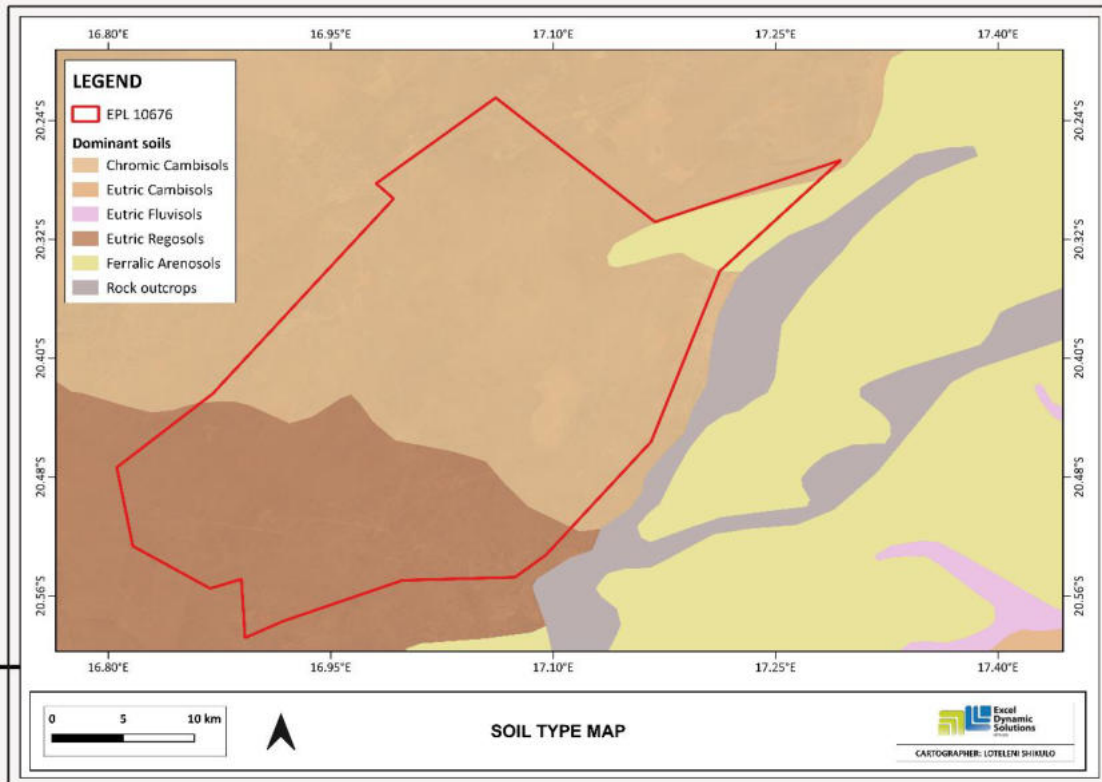 16.80°E 16.95°E 17.10°E 17.25°E 17.40°E
LEGEND
EPL 10676
Dominant soils
Chromic Cambisols
Eutric Cambisols
Eutric Fluvisols
Eutric Regosols
Ferralic Arenosols
Rock outcrops
20.24°S 20.24°S
20.32°S 20.32°S
20.40°S 20.40°S
20.48°S 20.48°S
20.56°S 20.56°S
16.80°E 16.95°E 17.10°E 17.25°E 17.40°E
0 5 10 km
SOIL TYPE MAP
Excel
Dynamic
Solutions
CARTOGRAPHER: LOTELENI SHIKULO